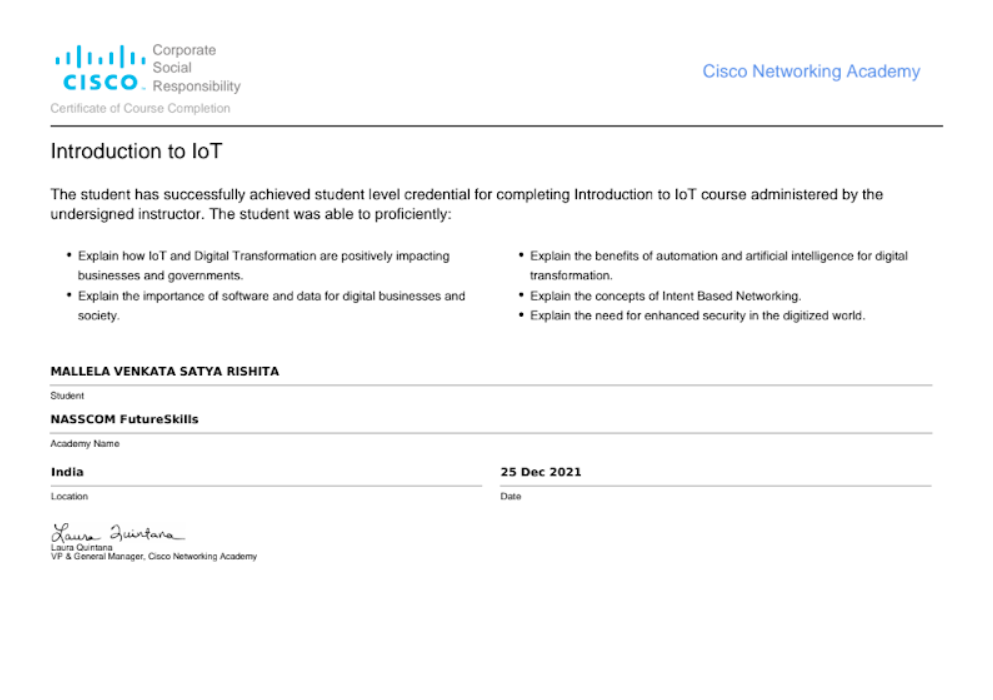 Corporate
Social
Responsibility
CISCO
Cisco Networking Academy
Certificate of Course Completion
Introduction to IoT
The student has successfully achieved student level credential for completing Introduction to IoT course administered by the
undersigned instructor. The student was able to proficiently:
• Explain how IoT and Digital Transformation are positively impacting
businesses and governments.
• Explain the importance of software and data for digital businesses and
society.
• Explain the benefits of automation and artificial intelligence for digital
transformation.
• Explain the concepts of Intent Based Networking.
• Explain the need for enhanced security in the digitized world.
MALLELA VENKATA SATYA RISHITA
Student
NASSCOM FutureSkills
Academy Name
India
Location
25 Dec 2021
Date
Laura Quintana
Laura Quintana
VP & General Manager, Cisco Networking Academy